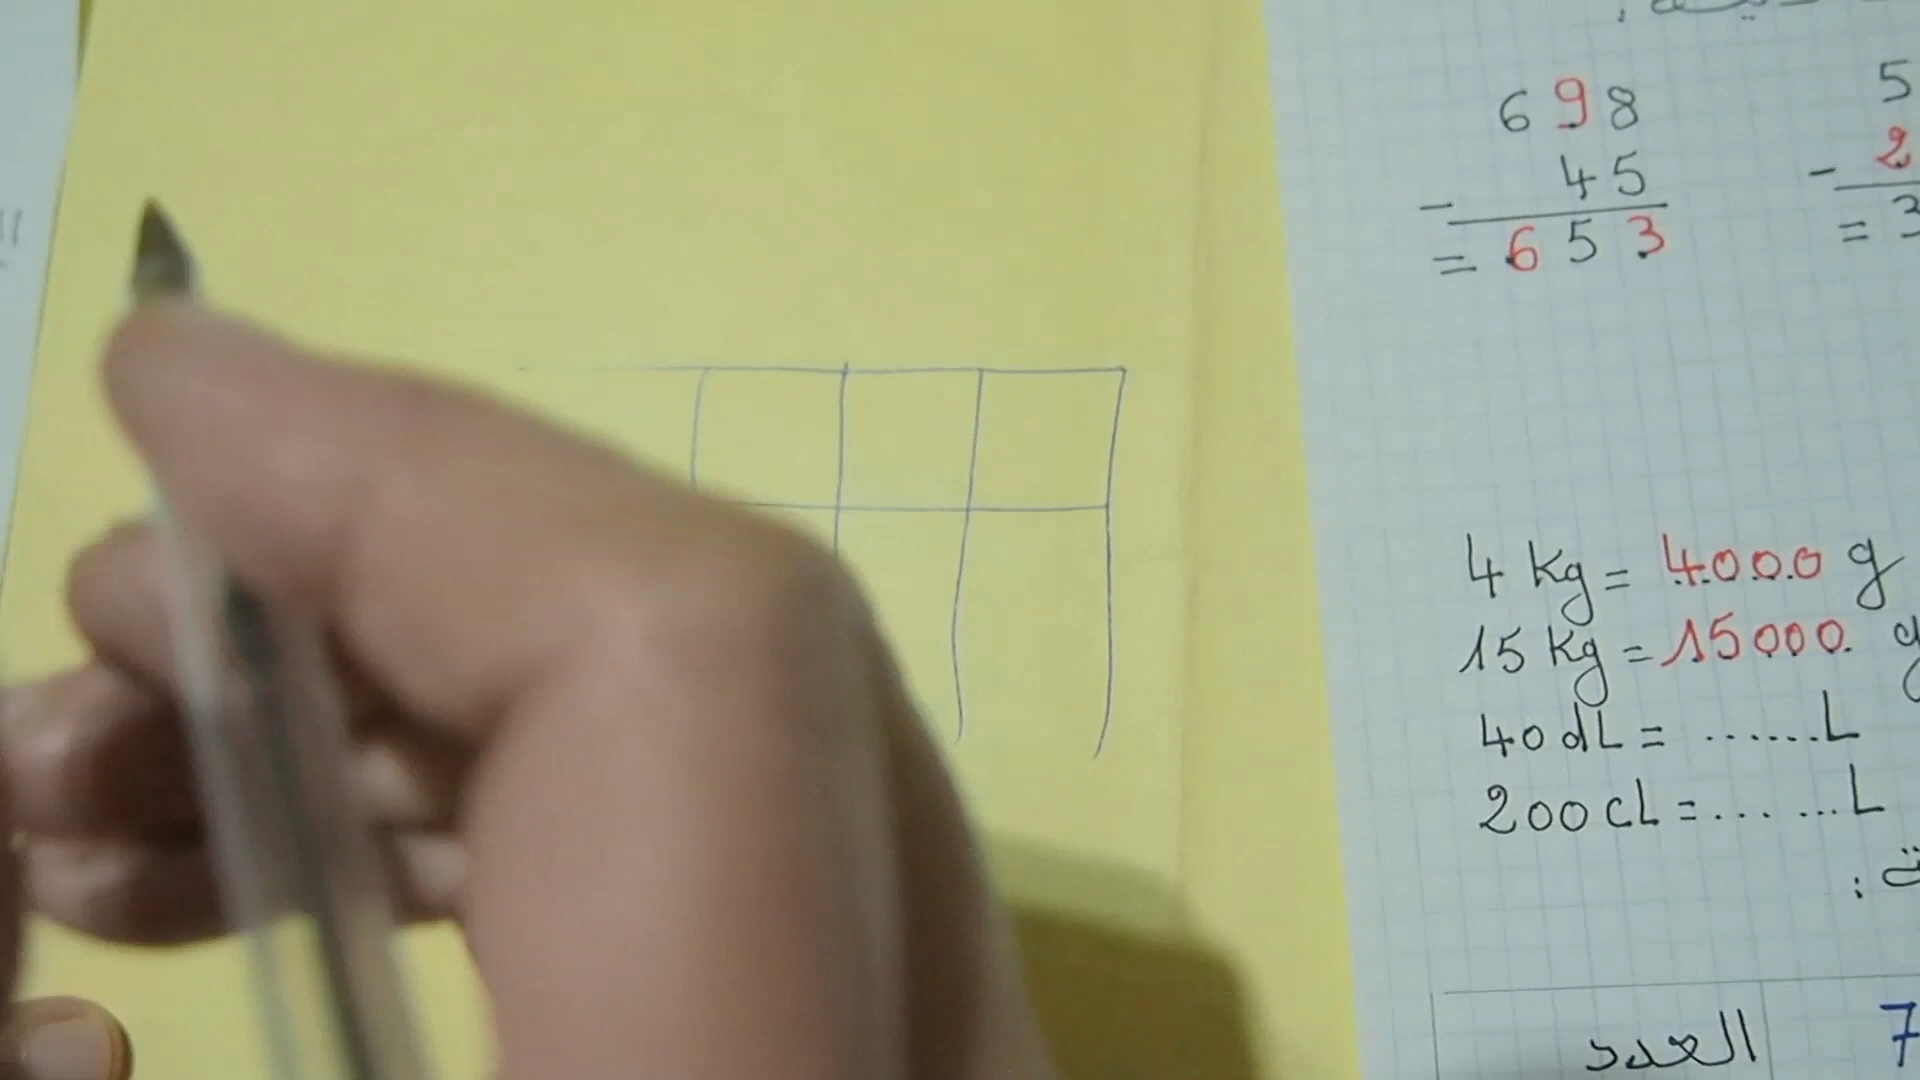 698
- 45
= 653
5
- 2
= 3
4 Kg = 4000 g
15 Kg = 15000 g
40 dL = ......L
200 cL = ......L
العدد 7